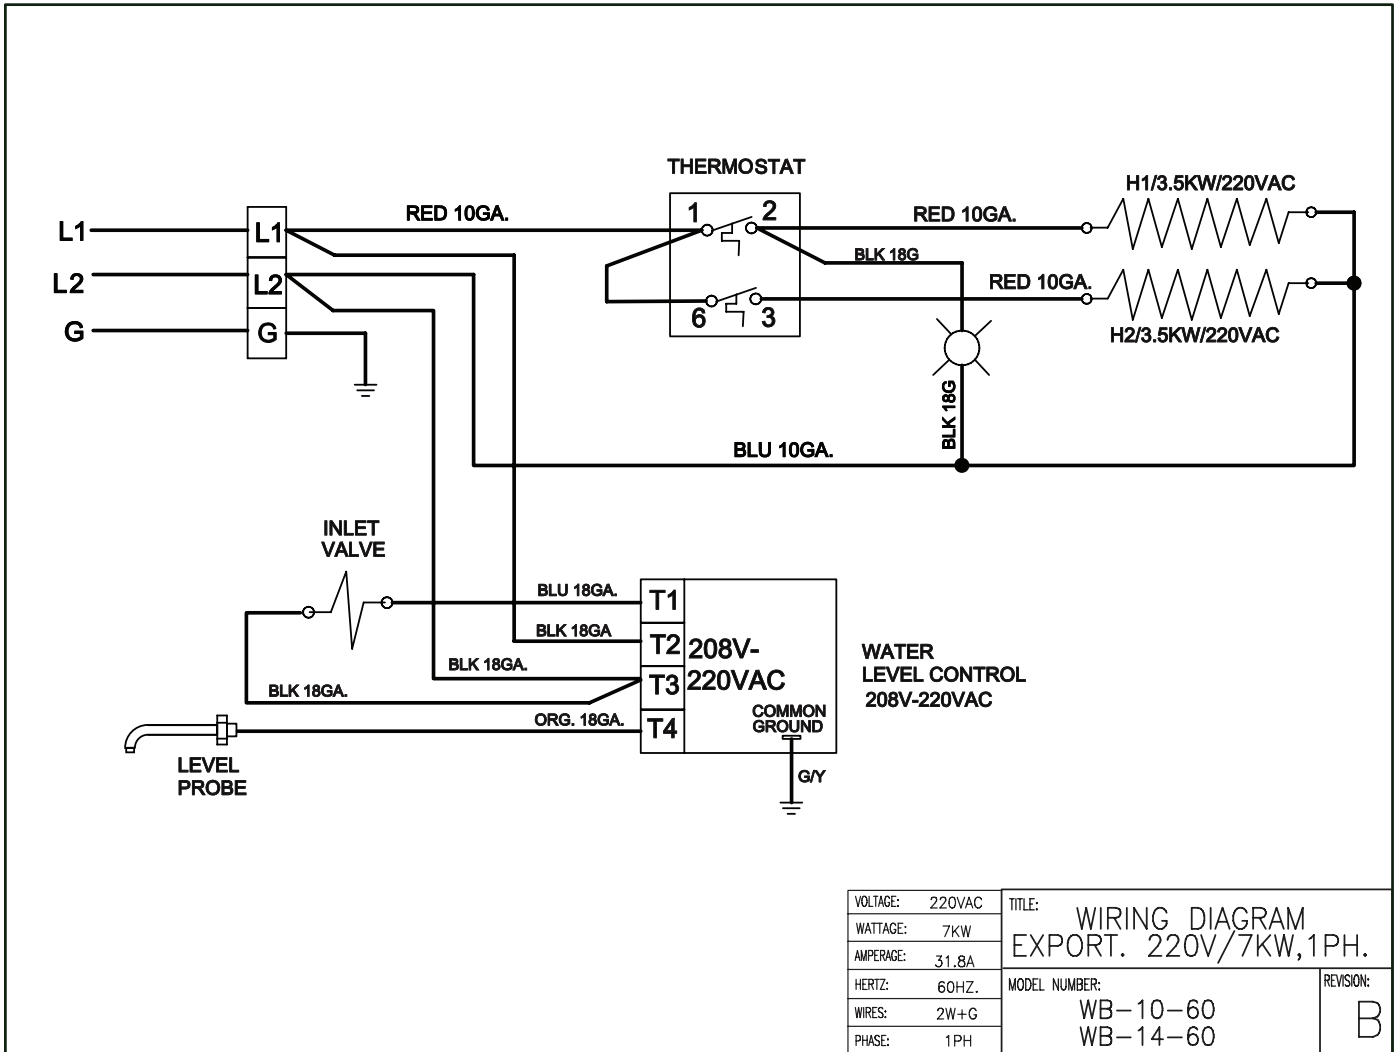 THERMOSTAT
H1/3.5KW/220VAC
L1
L1
RED 10GA.
1
2
RED 10GA.
BLK 18G
L2
L2
RED 10GA.
G
G
6
3
H2/3.5KW/220VAC
BLK 18G
BLU 10GA.
INLET
VALVE
BLU 18GA.
T1
BLK 18GA
T2
208V-
220VAC
BLK 18GA.
T3
BLK 18GA.
WATER
LEVEL CONTROL
208V-220VAC
ORG. 18GA.
T4
COMMON
GROUND
LEVEL
PROBE
G/Y
VOLTAGE: 220VAC
WATTAGE: 7KW
AMPERAGE: 31.8A
HERTZ: 60HZ.
WIRES: 2W+G
PHASE: 1PH
TITLE:
WIRING DIAGRAM
EXPORT. 220V/7KW,1PH.
MODEL NUMBER:
WB-10-60
WB-14-60
REVISION:
B